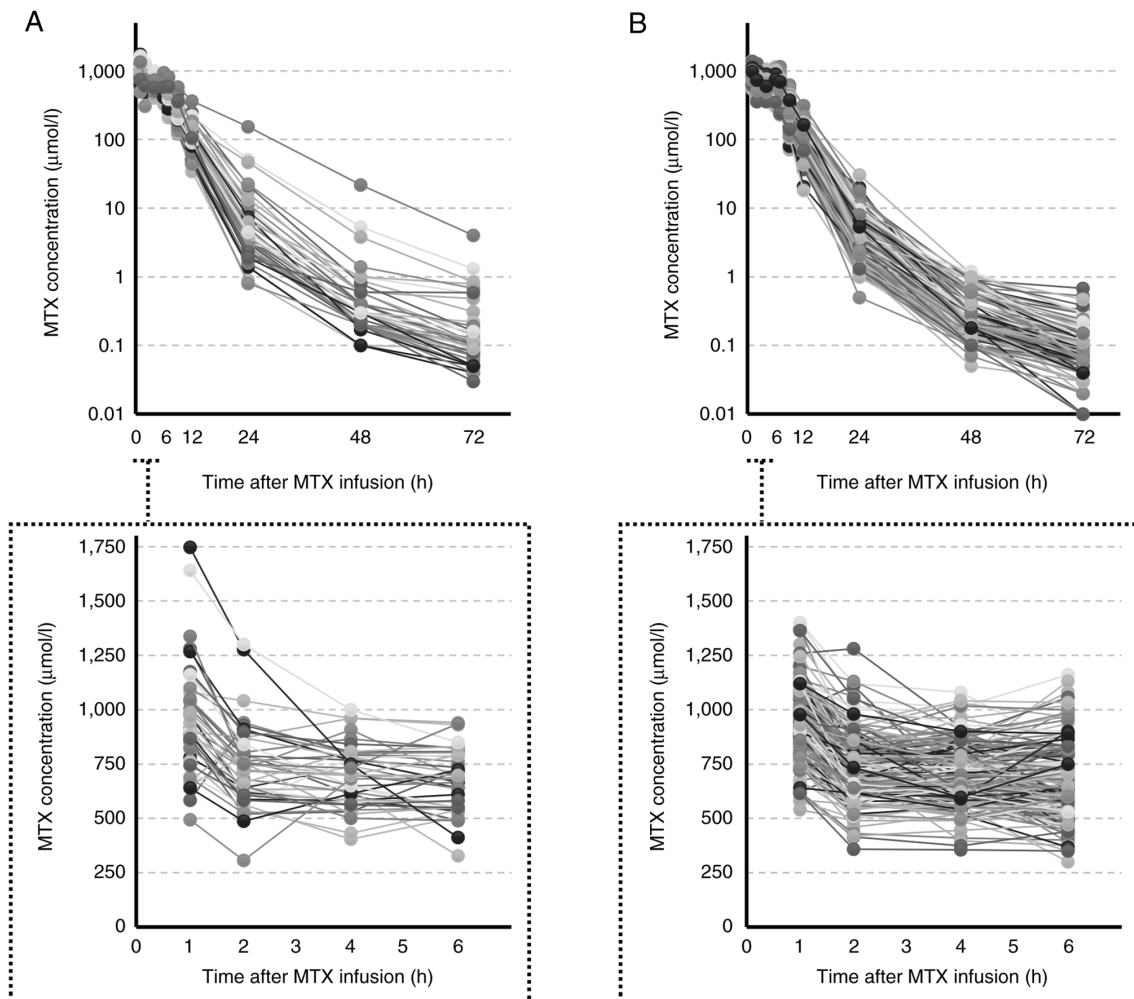 A
MTX concentration (µmol/l)
1,000
100
10
1
0.1
0.01
0 6 12 24 48 72
Time after MTX infusion (h)
B
MTX concentration (µmol/l)
1,000
100
10
1
0.1
0.01
0 6 12 24 48 72
Time after MTX infusion (h)
MTX concentration (µmol/l)
1,750
1,500
1,250
1,000
750
500
250
0
0 1 2 3 4 5 6
Time after MTX infusion (h)
MTX concentration (µmol/l)
1,750
1,500
1,250
1,000
750
500
250
0
0 1 2 3 4 5 6
Time after MTX infusion (h)